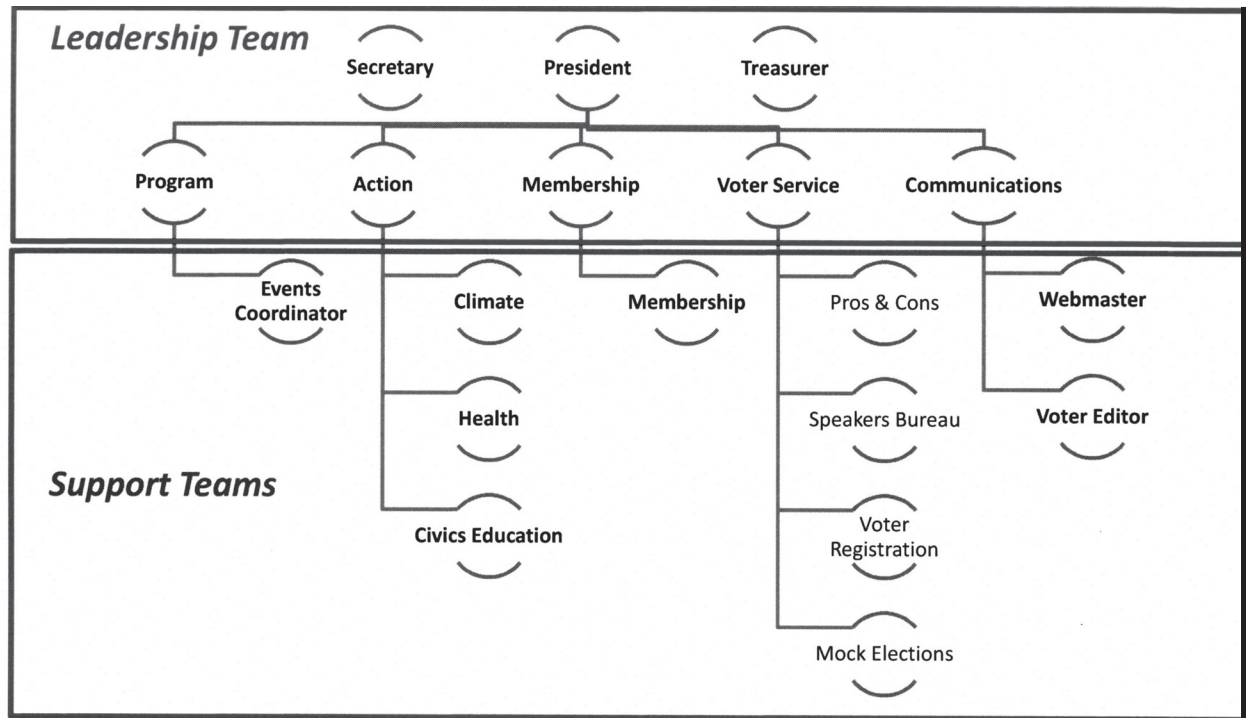 Leadership Team
Secretary
President
Treasurer
Program
Action
Membership
Voter Service
Communications
Events
Coordinator
Climate
Membership
Pros & Cons
Webmaster
Health
Speakers Bureau
Voter Editor
Support Teams
Civics Education
Voter
Registration
Mock Elections